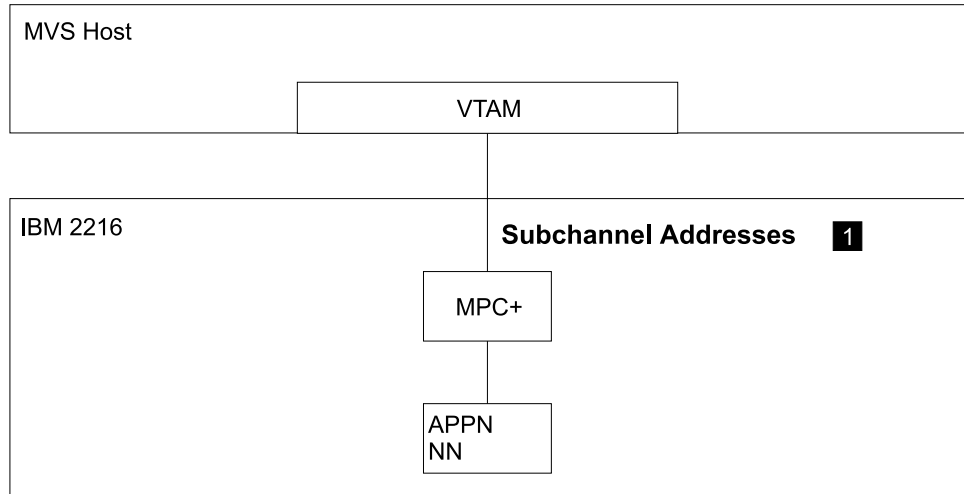 MVS Host
VTAM
IBM 2216
Subchannel Addresses 1
MPC+
APPN
NN